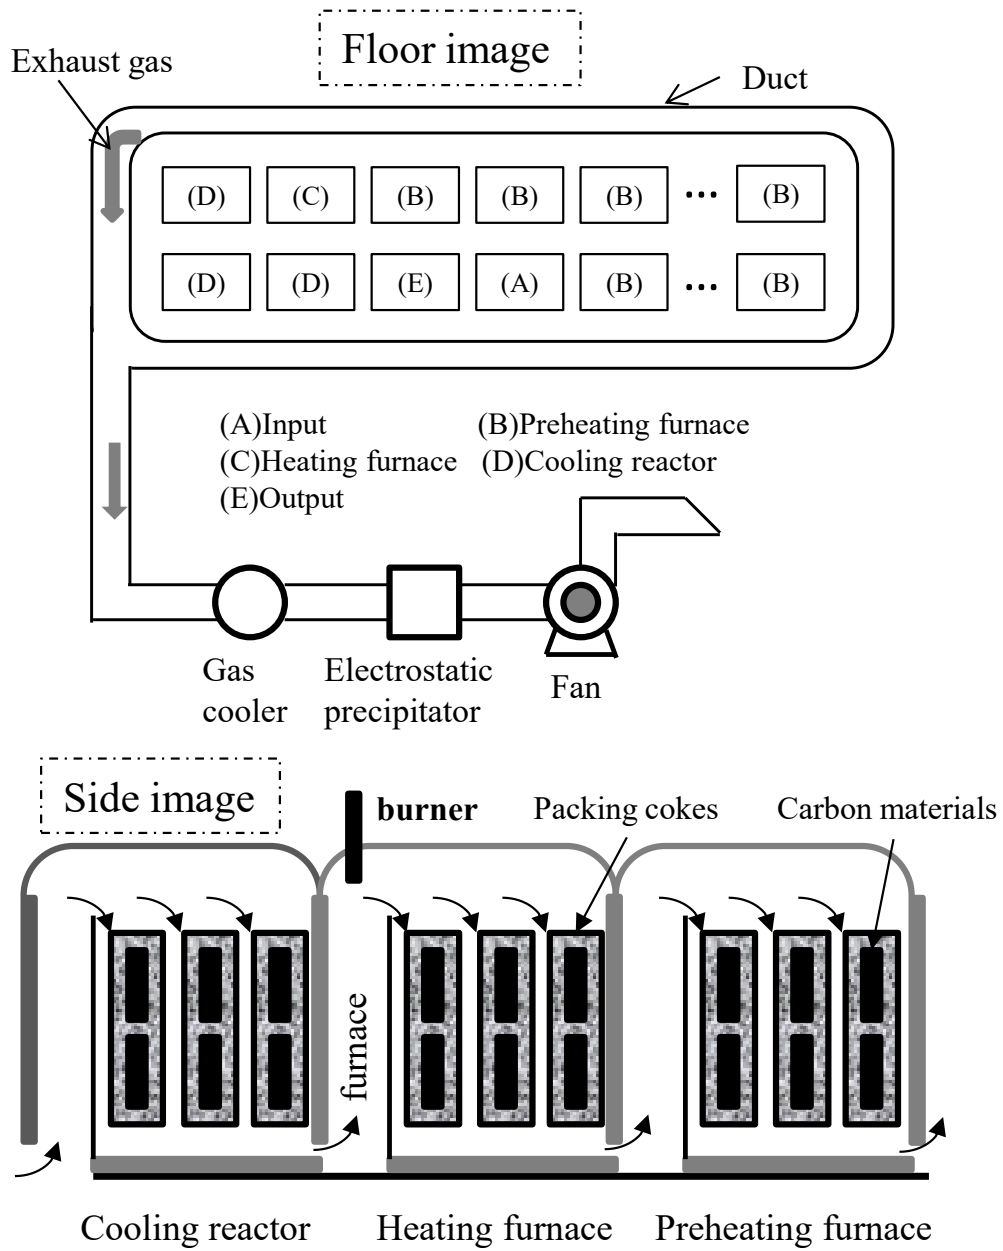 Floor image
Exhaust gas
Duct
(D) (C) (B) (B) (B) ··· (B)
(D) (D) (E) (A) (B) ··· (B)
(A)Input (B)Preheating furnace
(C)Heating furnace (D)Cooling reactor
(E)Output
Gas
cooler
Electrostatic
precipitator
Fan
Side image
burner
Packing cokes
Carbon materials
furnace
Cooling reactor
Heating furnace
Preheating furnace